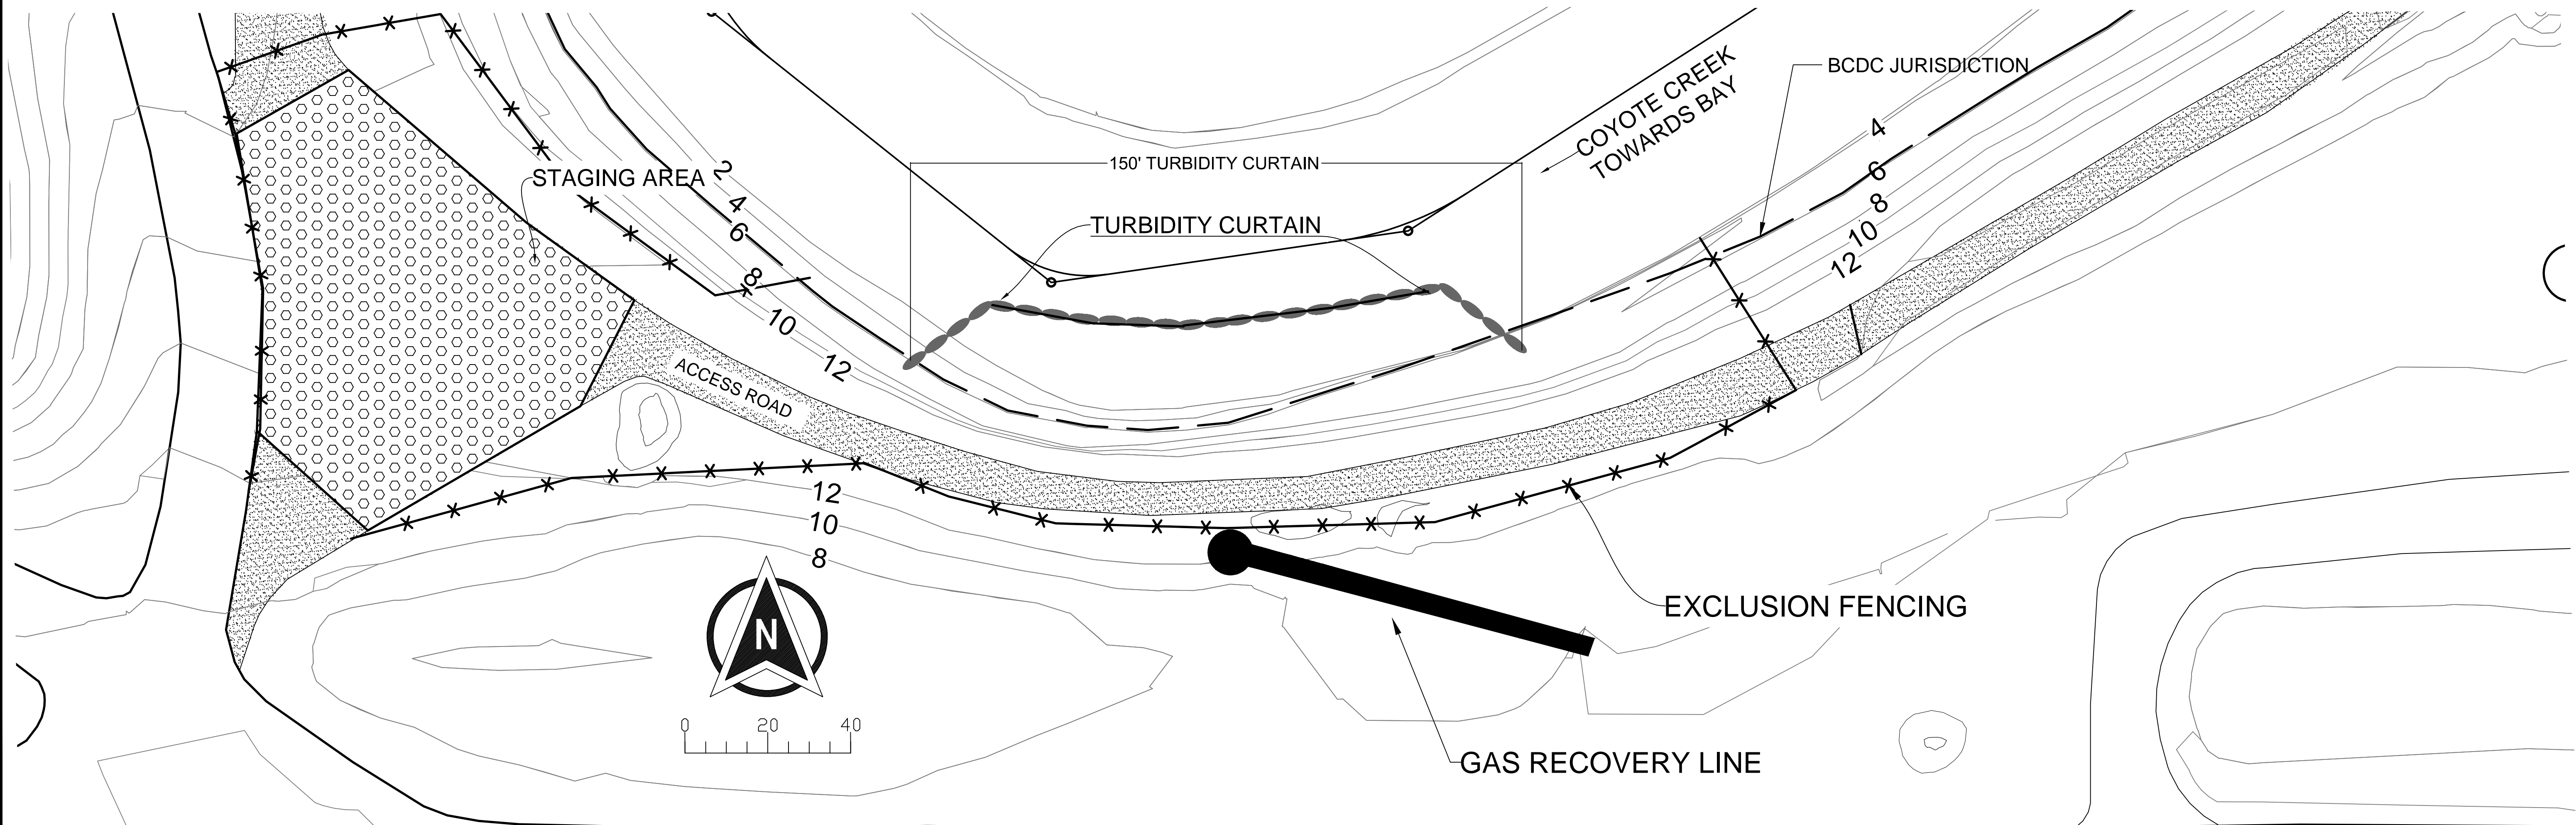 BCDC JURISDICTION
COYOTE CREEK
TOWARDS BAY
150' TURBIDITY CURTAIN
STAGING AREA
TURBIDITY CURTAIN
2
4
6
8
10
12
4
6
8
10
12
ACCESS ROAD
12
10
8
EXCLUSION FENCING
N
0 20 40
GAS RECOVERY LINE